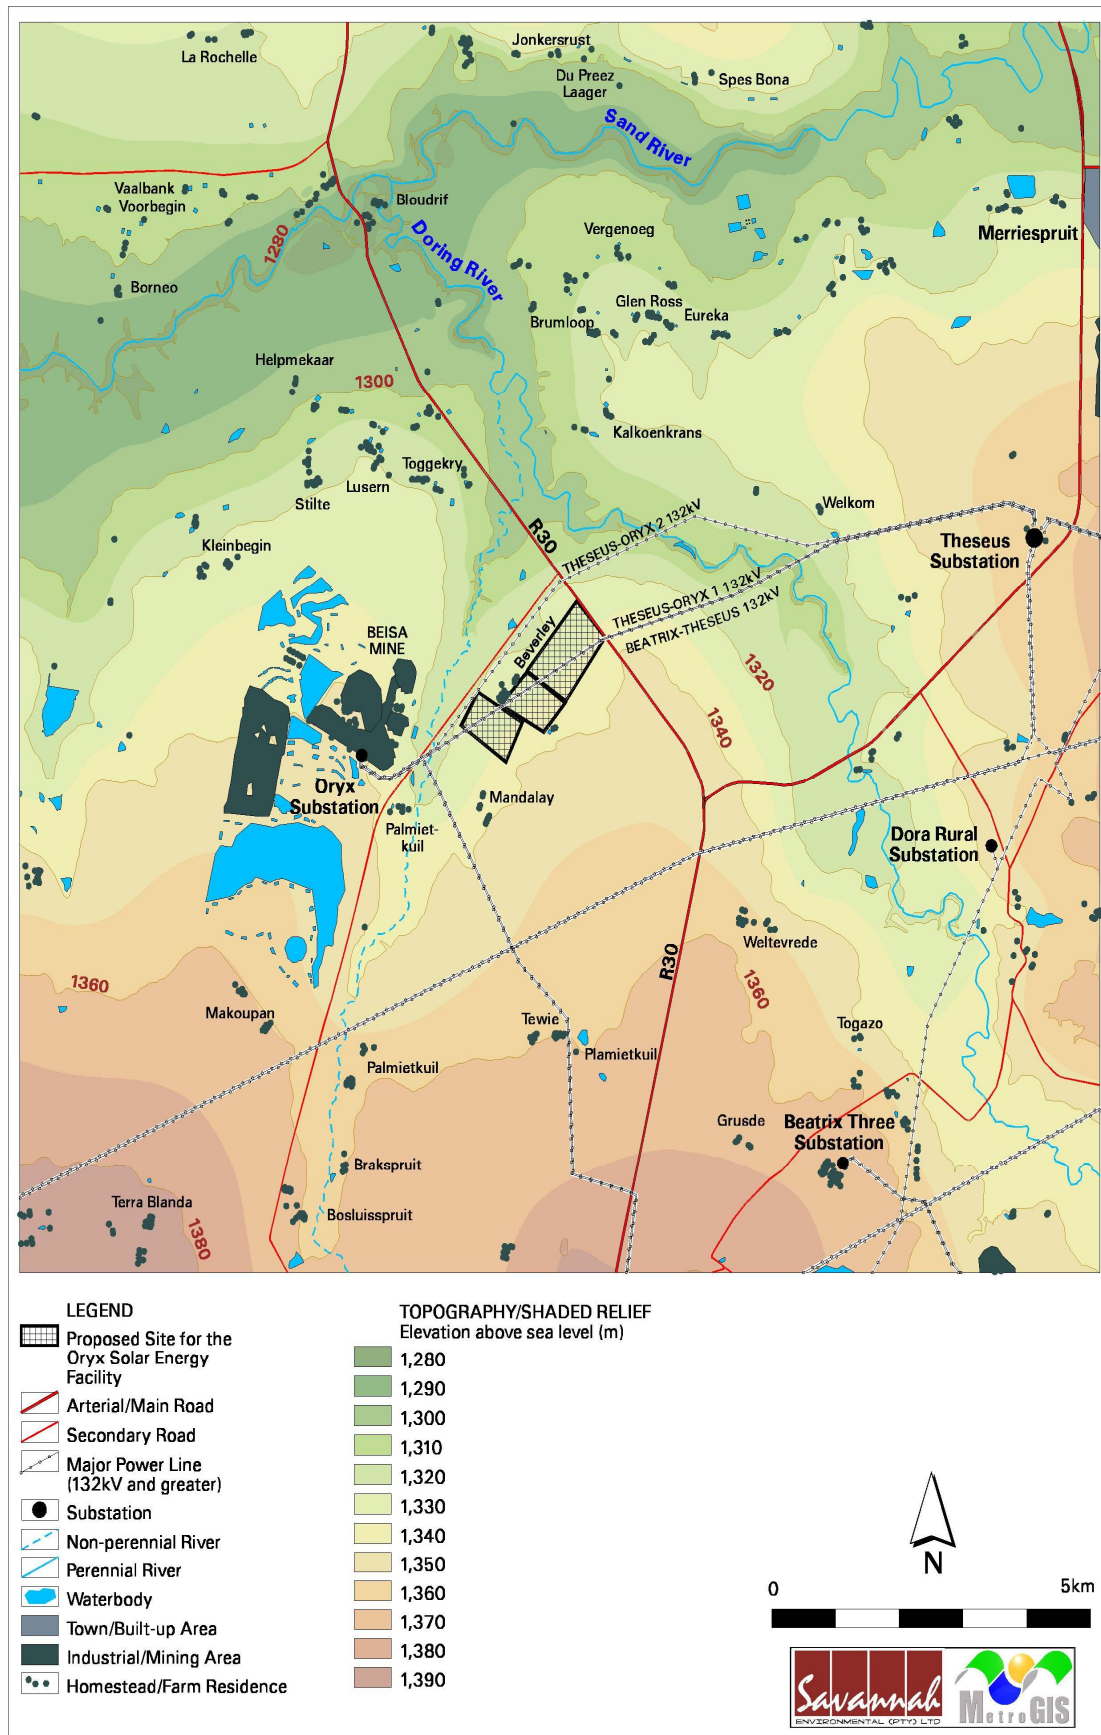 La Rochelle
Jonkersrust
Du Preez
Laager
Spes Bona
Sand River
Vaalbank
Voorbegin
Bloudrif
1280
Doring River
Vergenoeg
Merriespruit
Borneo
Glen Ross
Brumloop
Eureka
Helpmekaar
1300
Kalkoenkrans
Toggekry
Lusern
Stilte
Welkom
R30
THESEUS-ORYX 2 132kV
Theseus
Substation
Kleinbegin
THESEUS-ORYX 1 132kV
BEATRIX-THESEUS 132kV
BEISA
MINE
Beverley
1320
1340
Oryx
Substation
Mandalay
Palmiet-
kuil
Dora Rural
Substation
Weltevrede
R30
1360
1360
Makoupan
Tewie
Togazo
Palmietkuil
Plamietkuil
Grusde
Beatrix Three
Substation
Brakspruit
Terra Blanda
Bosluisspruit
1380
LEGEND
Proposed Site for the
Oryx Solar Energy
Facility
Arterial/Main Road
Secondary Road
Major Power Line
(132kV and greater)
Substation
Non-perennial River
Perennial River
Waterbody
Town/Built-up Area
Industrial/Mining Area
Homestead/Farm Residence
TOPOGRAPHY/SHADED RELIEF
Elevation above sea level (m)
1,280
1,290
1,300
1,310
1,320
1,330
1,340
1,350
1,360
1,370
1,380
1,390
N
0 5km
Savannah
ENVIRONMENTAL (PTY) LTD
MetroGIS